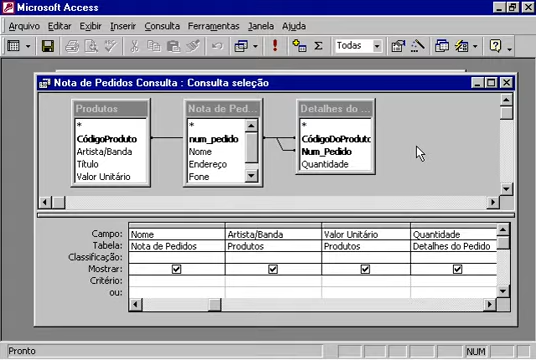 Microsoft Access
Arquivo Editar Exibir Inserir Consulta Ferramentas Janela Ajuda
Todas
Nota de Pedidos Consulta : Consulta seleção
Produtos
*
CódigoProduto
Artista/Banda
Título
Valor Unitário
Nota de Ped...
*
num_pedido
Nome
Endereço
Fone
Detalhes do ...
*
CódigoDoProduto
Num_Pedido
Quantidade
Campo: Nome Artista/Banda Valor Unitário Quantidade
Tabela: Nota de Pedidos Produtos Produtos Detalhes do Pedido
Classificação:
Mostrar:
Critério:
ou:
Pronto
NUM